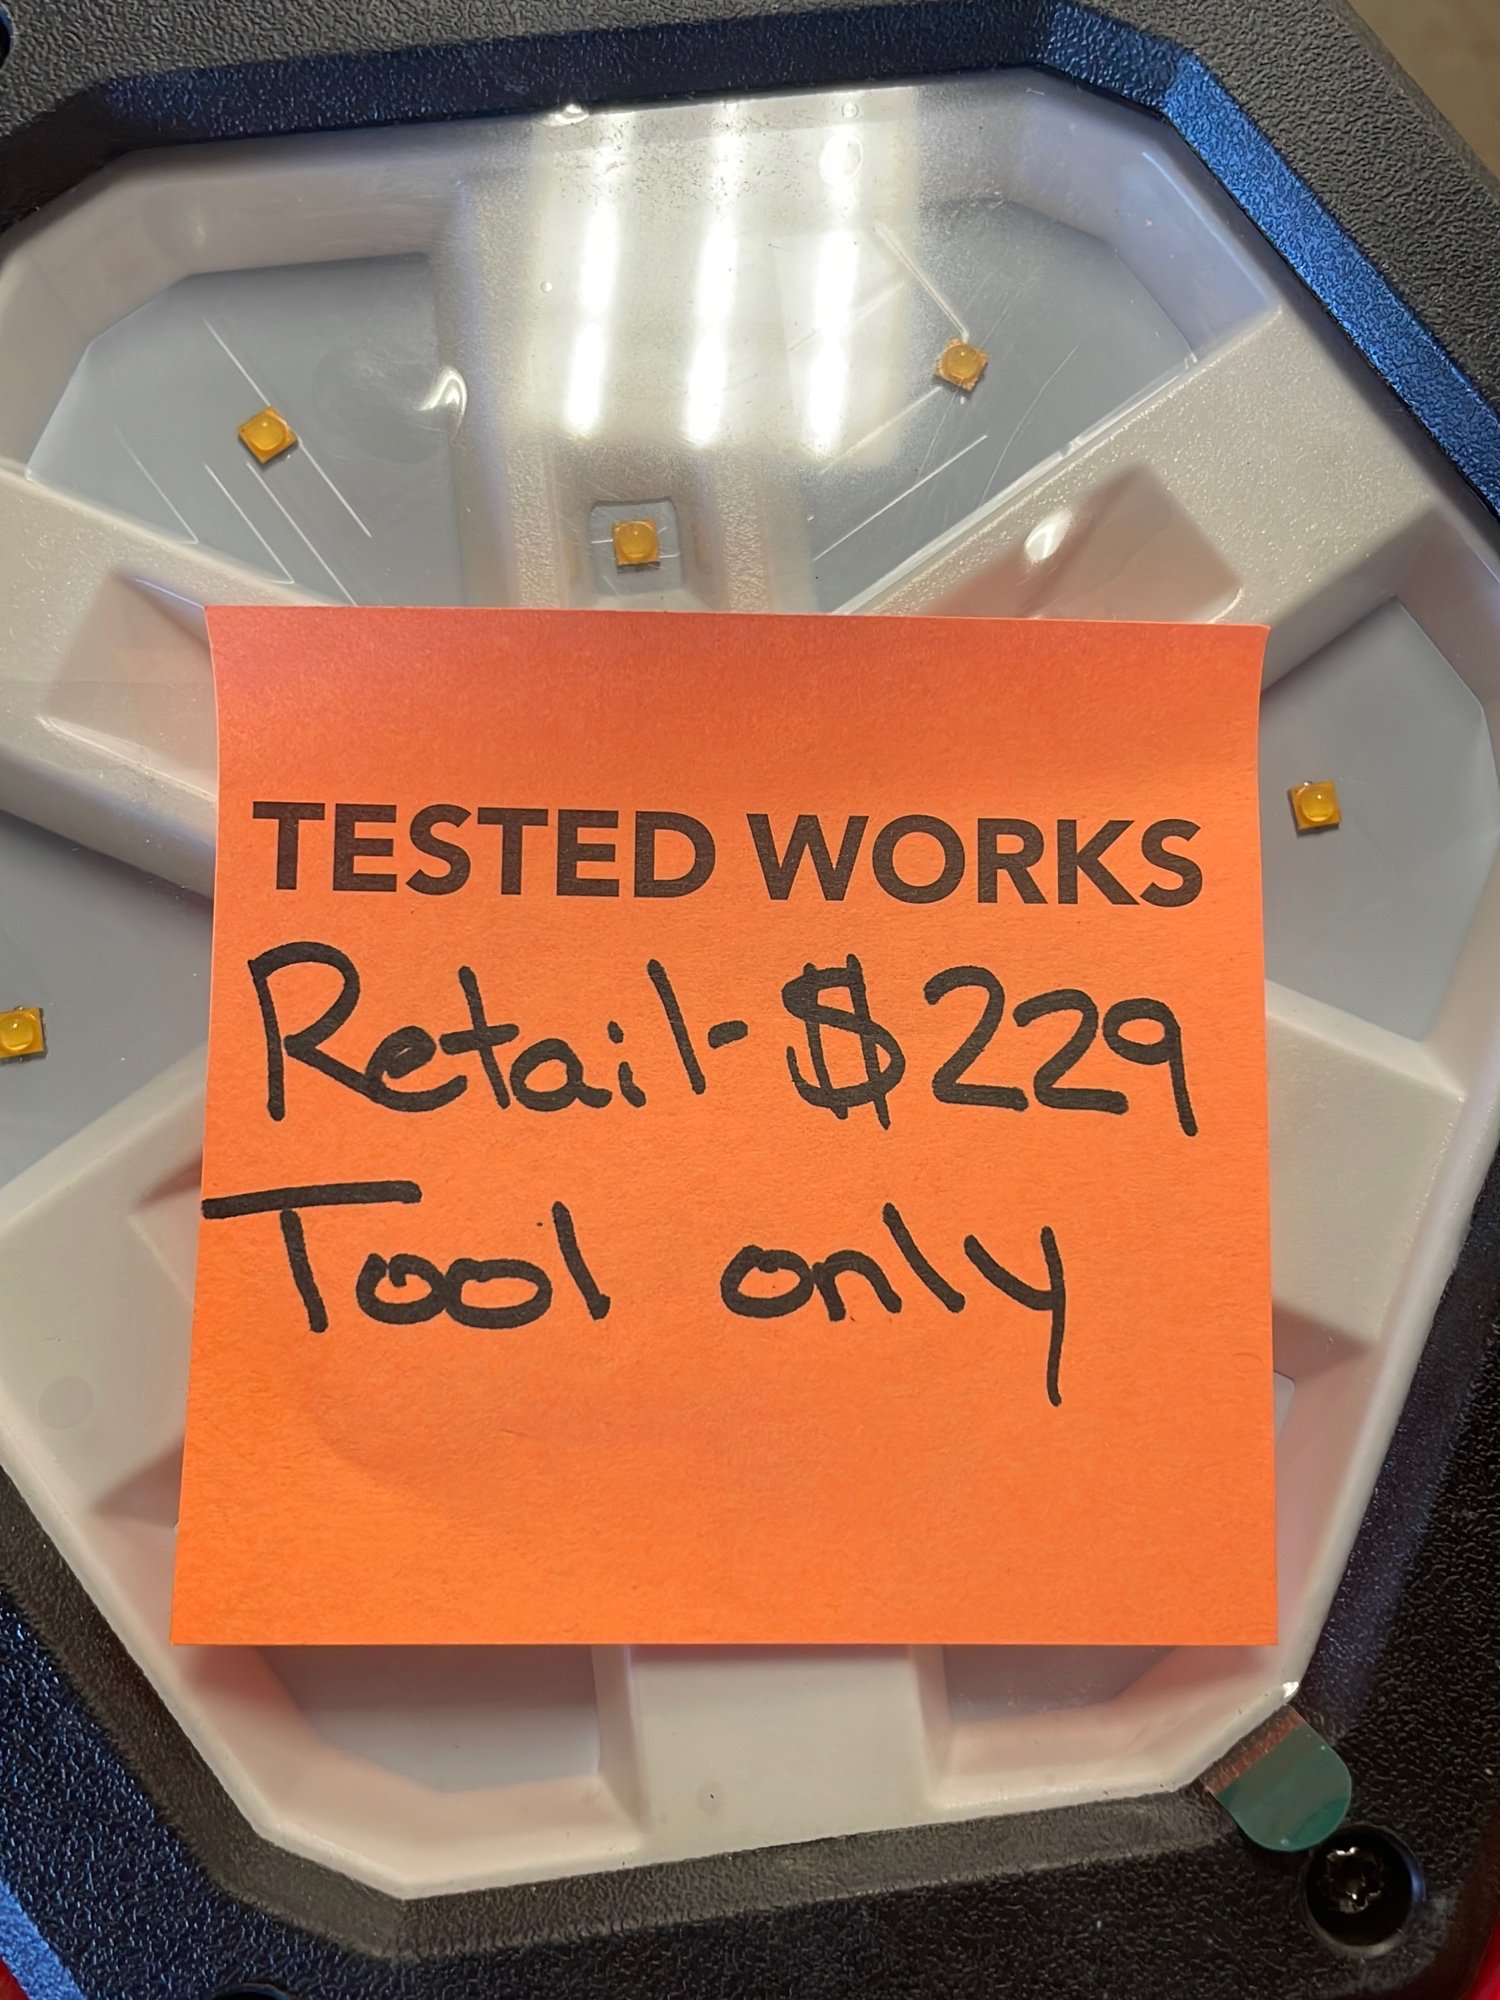 TESTED WORKS
Retail- $229
Tool only